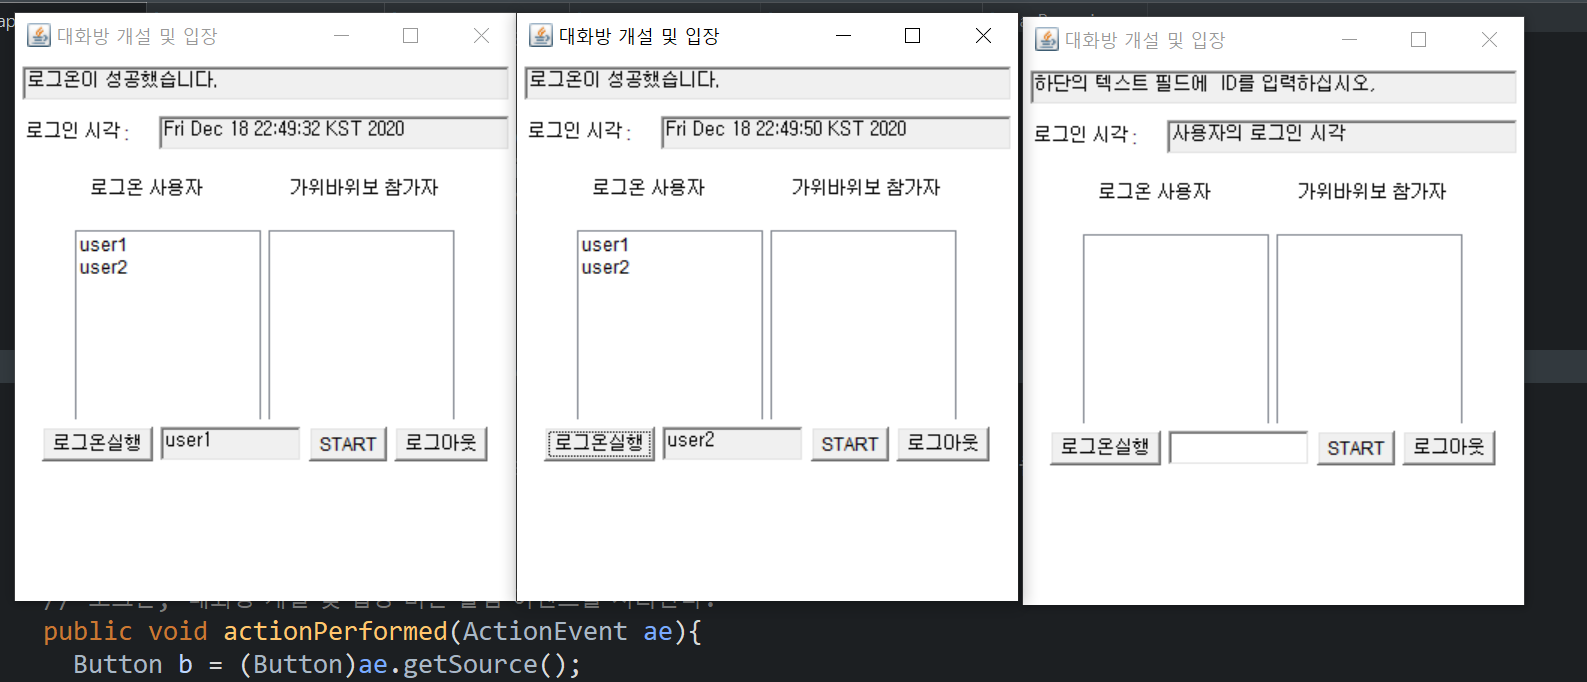 대화방 개설 및 입장
로그온이 성공했습니다.
로그인 시각 :
Fri Dec 18 22:49:32 KST 2020
로그온 사용자
가위바위보 참가자
user1
user2
로그온실행
user1
START
로그아웃
대화방 개설 및 입장
로그온이 성공했습니다.
로그인 시각 :
Fri Dec 18 22:49:50 KST 2020
로그온 사용자
가위바위보 참가자
user1
user2
로그온실행
user2
START
로그아웃
대화방 개설 및 입장
하단의 텍스트 필드에 ID를 입력하십시오,
로그인 시각 :
사용자의 로그인 시각
로그온 사용자
가위바위보 참가자
로그온실행
START
로그아웃
public void actionPerformed(ActionEvent ae){
Button b = (Button)ae.getSource();